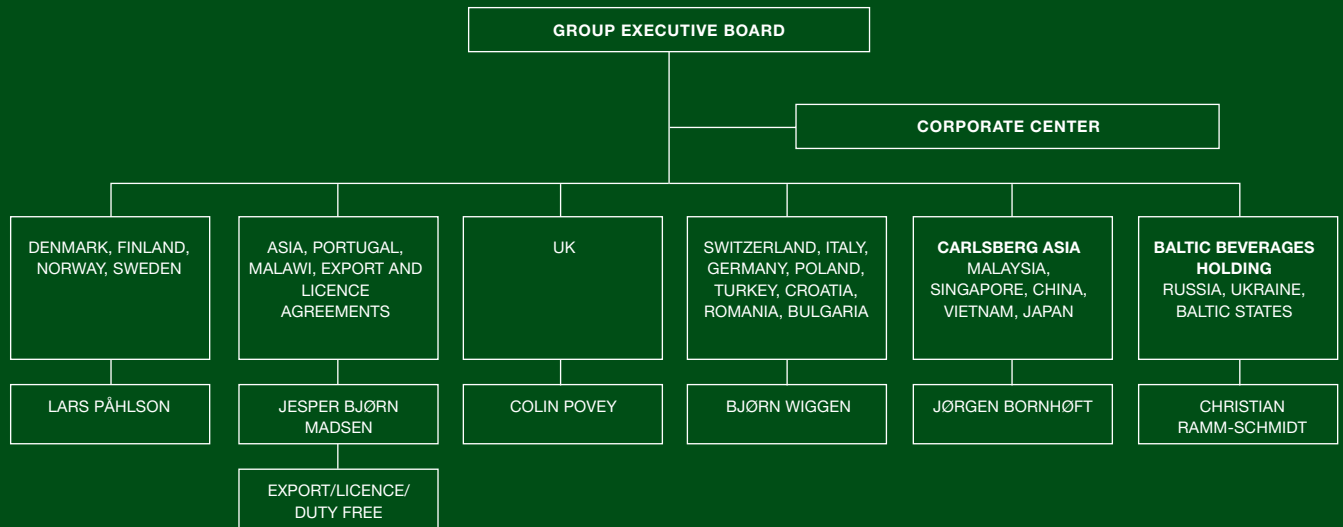 GROUP EXECUTIVE BOARD
CORPORATE CENTER
DENMARK, FINLAND,
NORWAY, SWEDEN
ASIA, PORTUGAL,
MALAWI, EXPORT AND
LICENCE
AGREEMENTS
UK
SWITZERLAND, ITALY,
GERMANY, POLAND,
TURKEY, CROATIA,
ROMANIA, BULGARIA
CARLSBERG ASIA
MALAYSIA,
SINGAPORE, CHINA,
VIETNAM, JAPAN
BALTIC BEVERAGES
HOLDING
RUSSIA, UKRAINE,
BALTIC STATES
LARS PÅHLSON
JESPER BJØRN
MADSEN
COLIN POVEY
BJØRN WIGGEN
JØRGEN BORNHØFT
CHRISTIAN
RAMM-SCHMIDT
EXPORT/LICENCE/
DUTY FREE